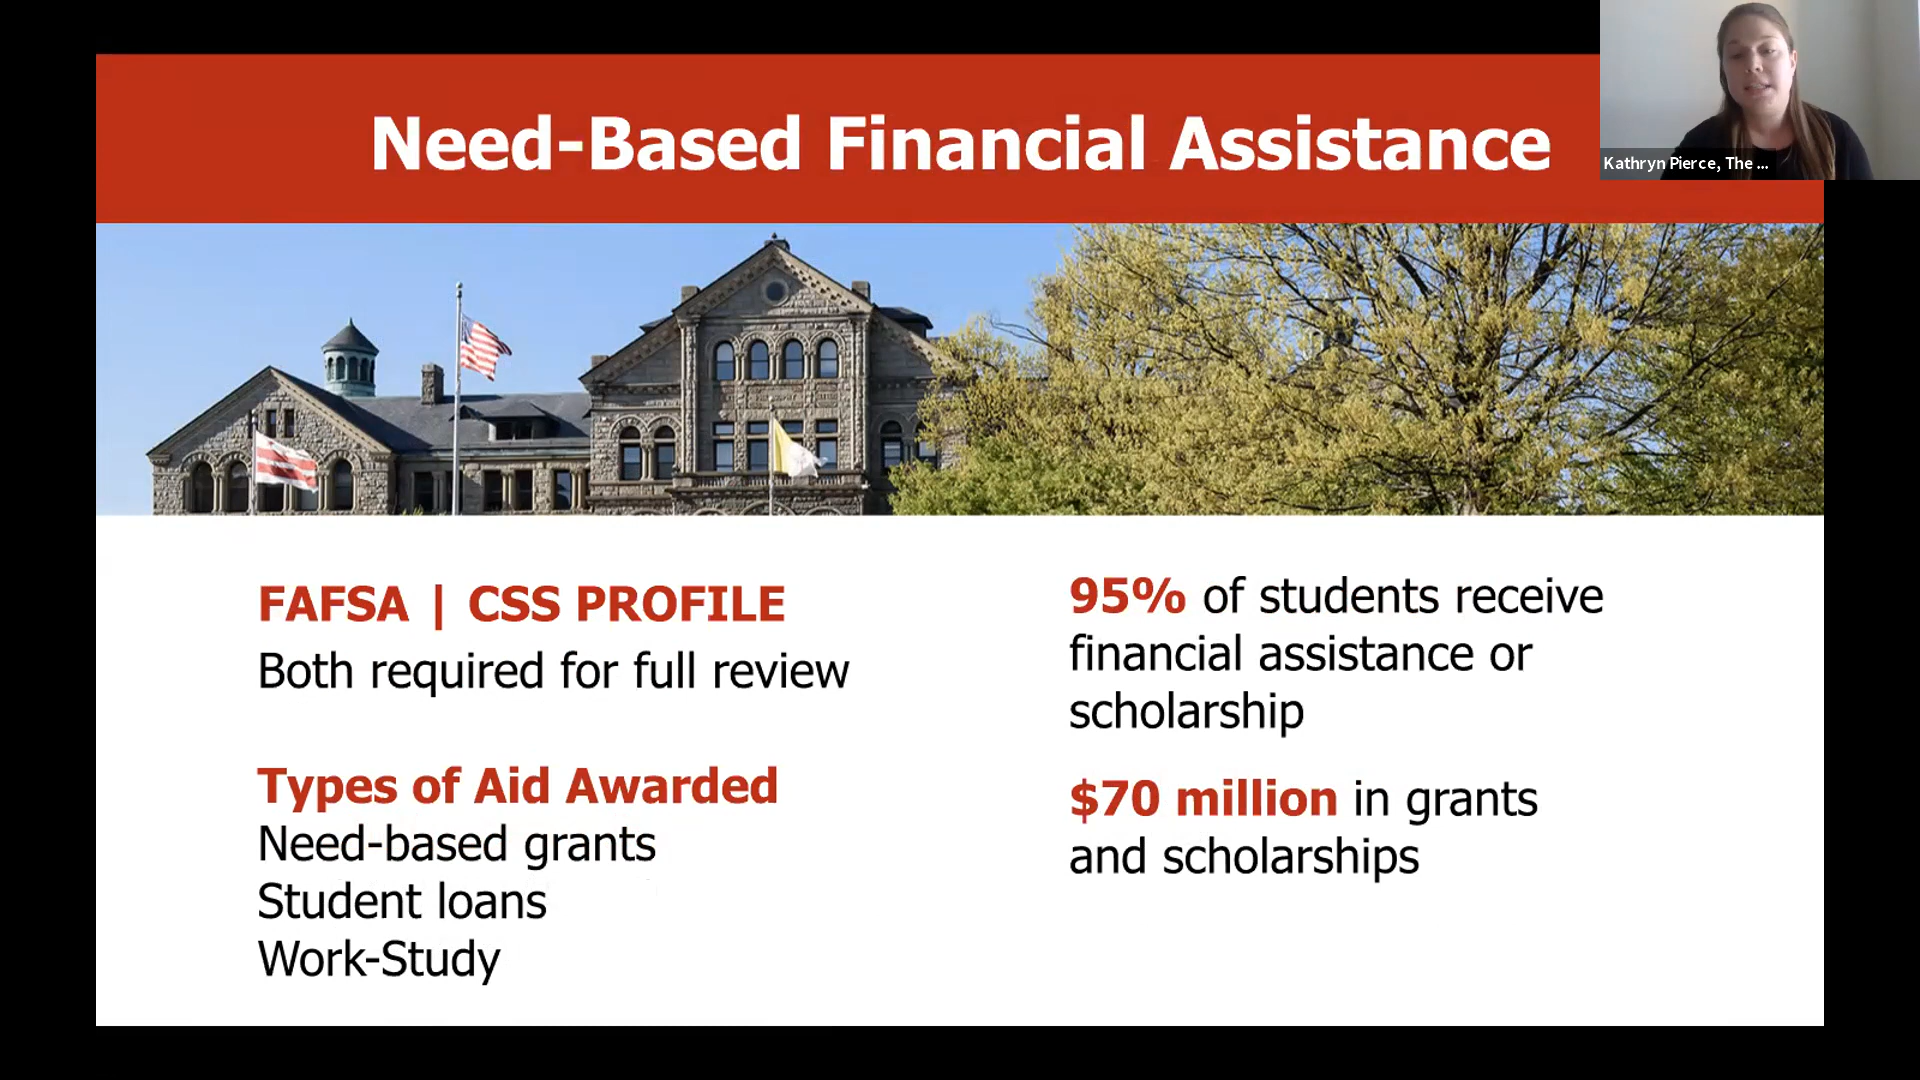 Need-Based Financial Assistance
Kathryn Pierce, The ...
FAFSA | CSS PROFILE
Both required for full review
Types of Aid Awarded
Need-based grants
Student loans
Work-Study
95% of students receive
financial assistance or
scholarship
$70 million in grants
and scholarships